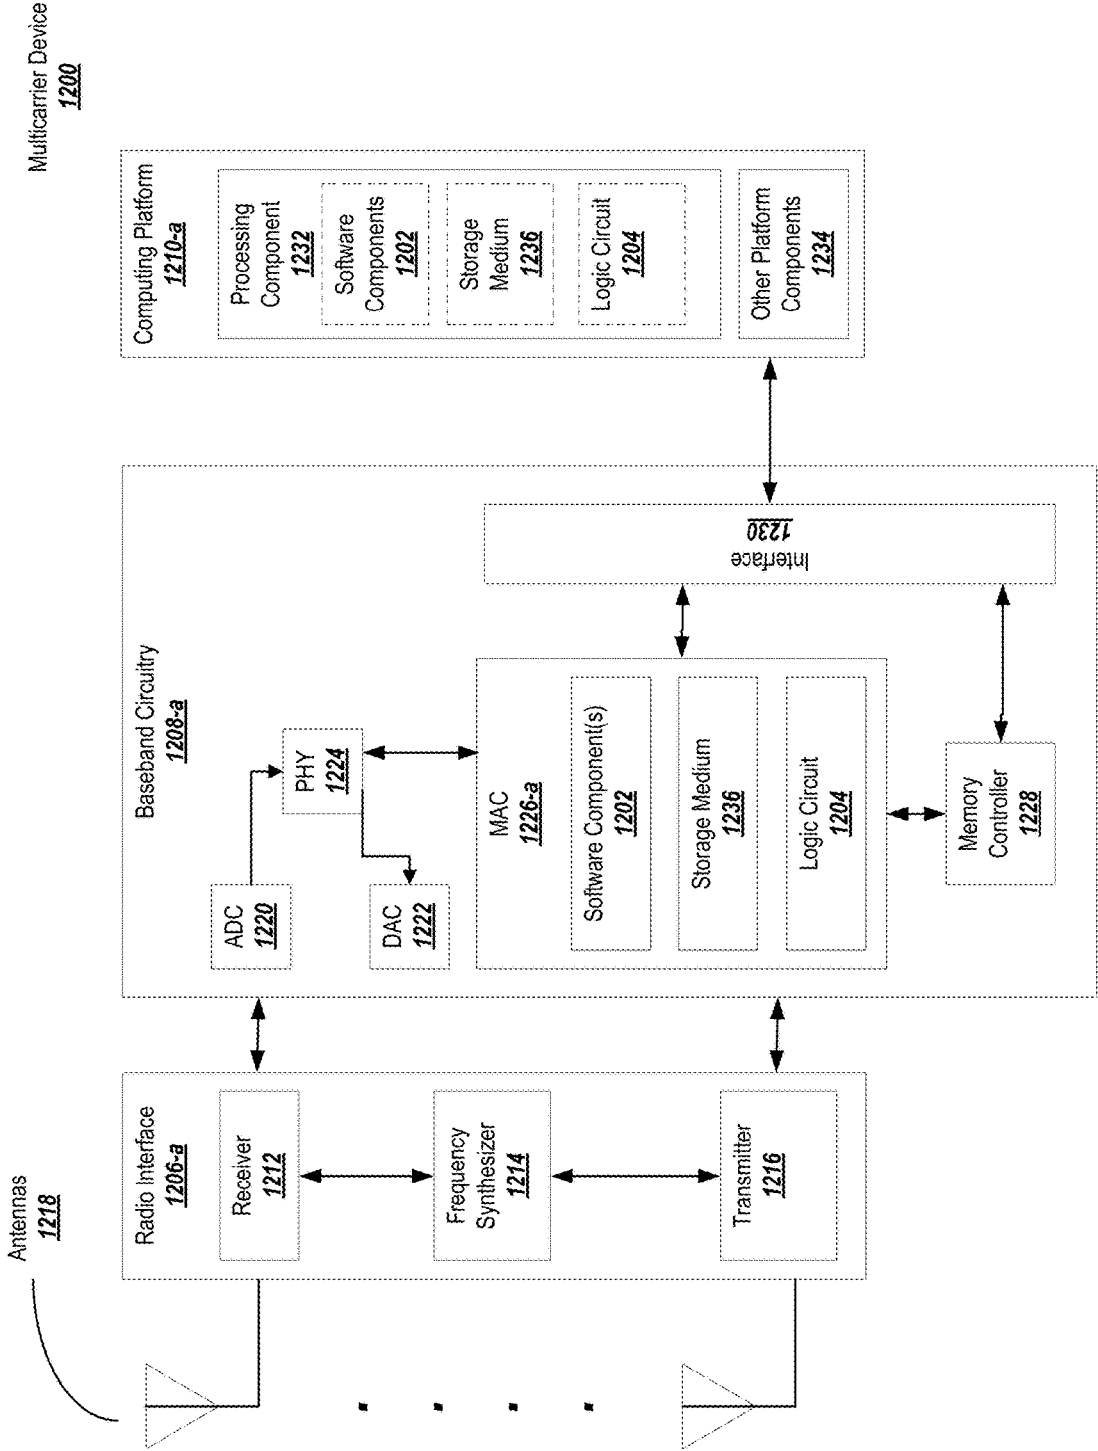 Multicarrier Device
1200
Antennas
1218
Radio Interface
1206-a
Receiver
1212
Frequency
Synthesizer
1214
Transmitter
1216
Baseband Circuitry
1208-a
ADC
1220
PHY
1224
DAC
1222
MAC
1226-a
Software Component(s)
1202
Storage Medium
1236
Logic Circuit
1204
Memory
Controller
1228
Interface
1230
Computing Platform
1210-a
Processing
Component
1232
Software
Components
1202
Storage
Medium
1236
Logic Circuit
1204
Other Platform
Components
1234